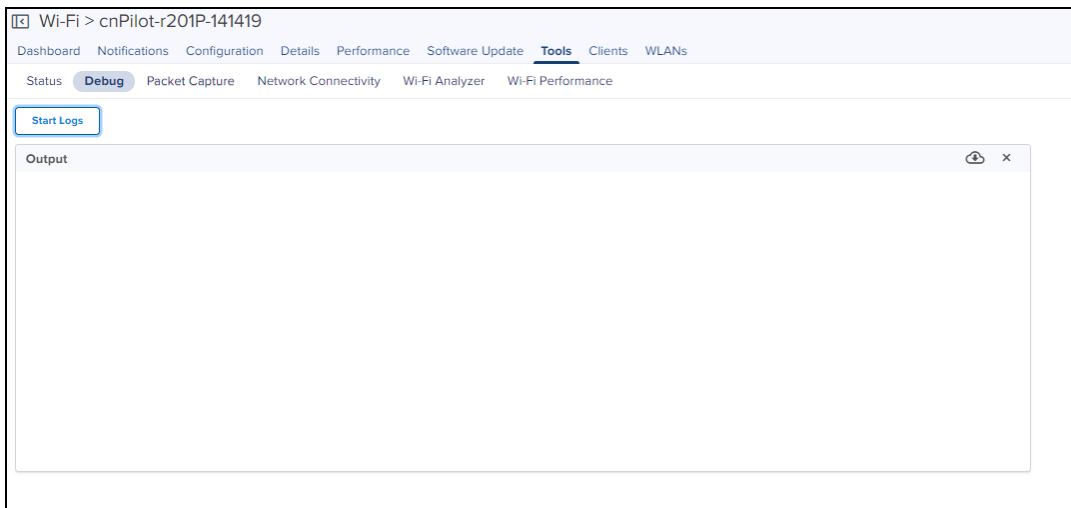 Wi-Fi > cnPilot-r201P-141419
Dashboard Notifications Configuration Details Performance Software Update Tools Clients WLANs
Status Debug Packet Capture Network Connectivity Wi-Fi Analyzer Wi-Fi Performance
Start Logs
Output